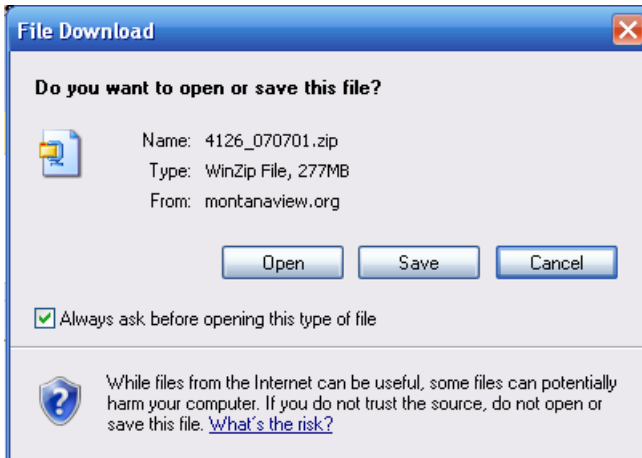 File Download
Do you want to open or save this file?
Name: 4126_070701.zip
Type: WinZip File, 277MB
From: montanaview.org
Open Save Cancel
Always ask before opening this type of file
While files from the Internet can be useful, some files can potentially
harm your computer. If you do not trust the source, do not open or
save this file. What's the risk?